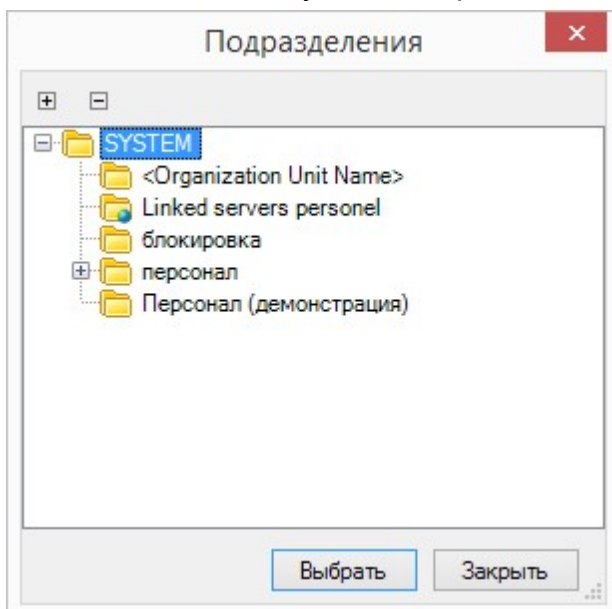 Подразделения
SYSTEM
<Organization Unit Name>
Linked servers personel
блокировка
персонал
Персонал (демонстрация)
Выбрать Закрыть